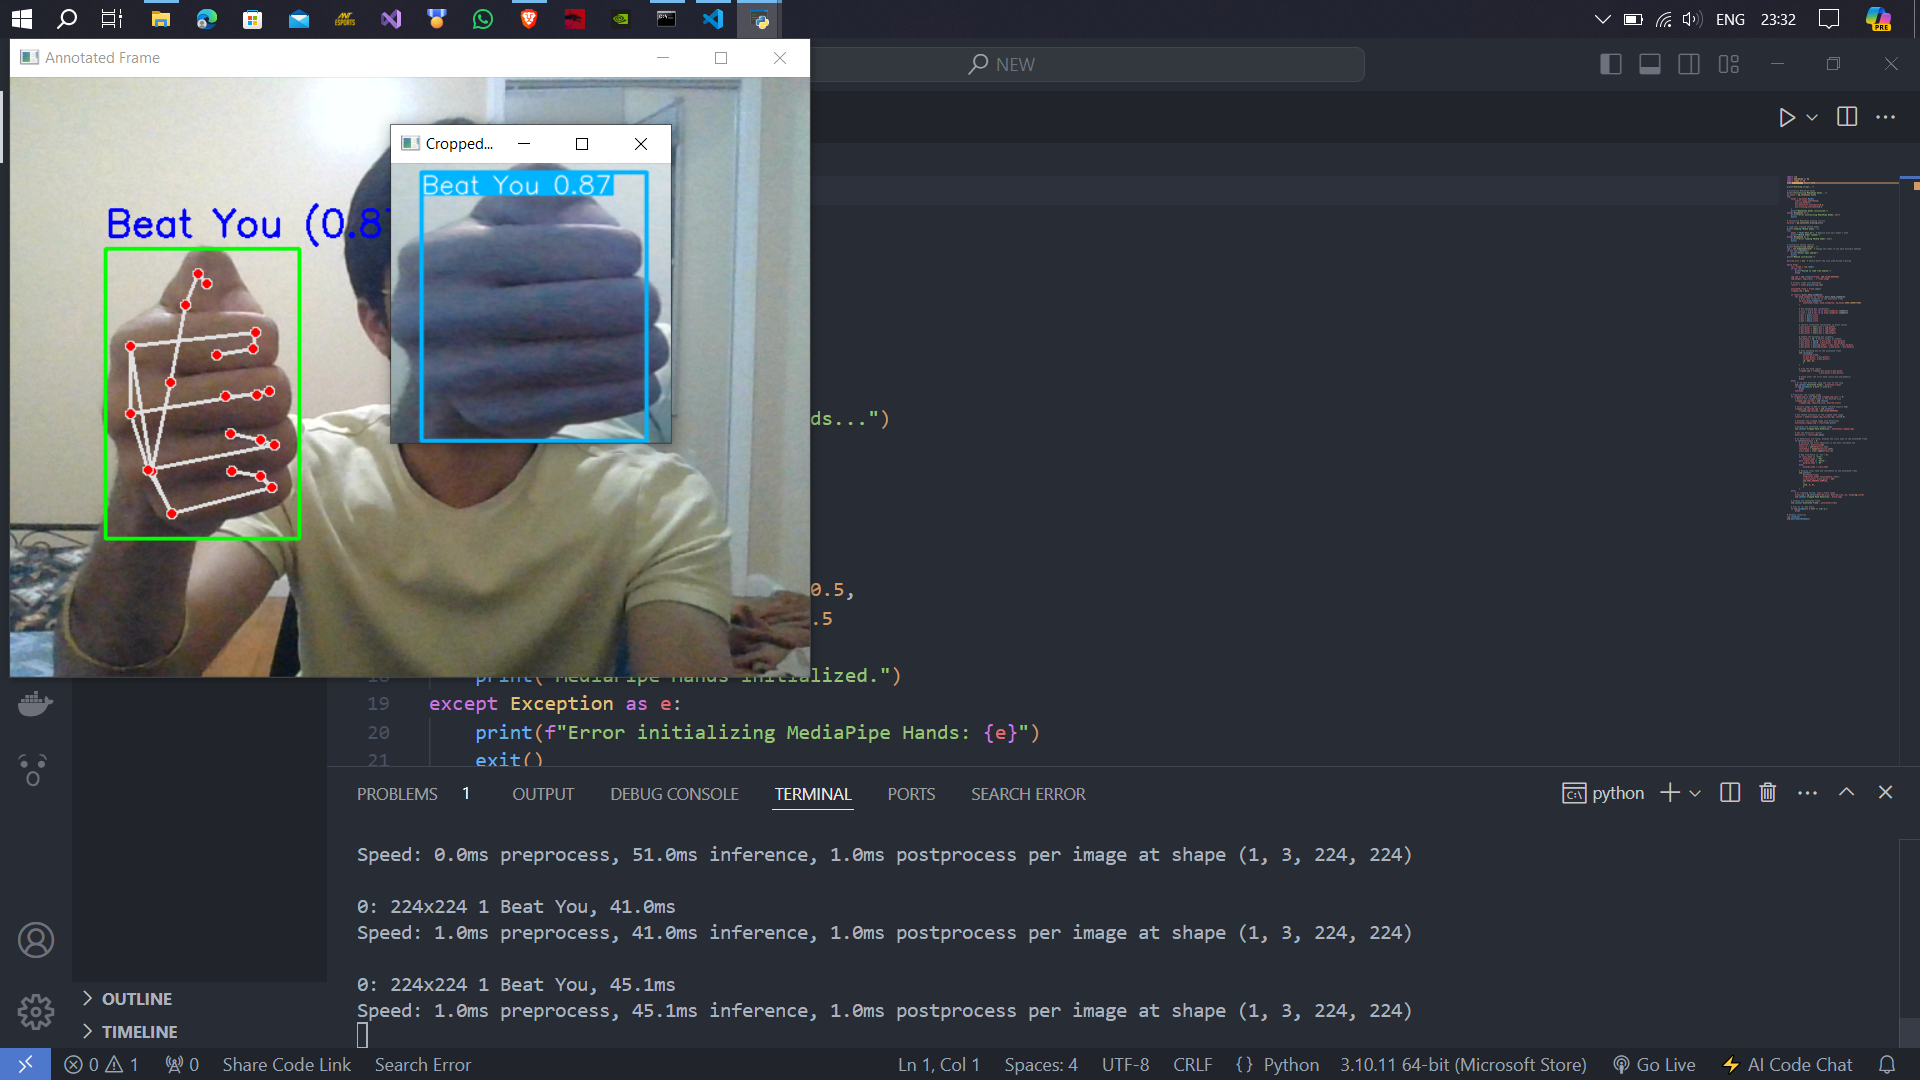 ENG 23:32
PRE
ANT ESPORTS
Annotated Frame
NEW
Cropped...
Beat You 0.87
Beat You (0.87
ds...")
0.5,
.5
18 print("MediaPipe Hands initialized.")
19 except Exception as e:
20 print(f"Error initializing MediaPipe Hands: {e}")
21 exit()
PROBLEMS 1 OUTPUT DEBUG CONSOLE TERMINAL PORTS SEARCH ERROR
python
Speed: 0.0ms preprocess, 51.0ms inference, 1.0ms postprocess per image at shape (1, 3, 224, 224)
0: 224x224 1 Beat You, 41.0ms
Speed: 1.0ms preprocess, 41.0ms inference, 1.0ms postprocess per image at shape (1, 3, 224, 224)
0: 224x224 1 Beat You, 45.1ms
Speed: 1.0ms preprocess, 45.1ms inference, 1.0ms postprocess per image at shape (1, 3, 224, 224)
OUTLINE
TIMELINE
0 1 0 Share Code Link Search Error Ln 1, Col 1 Spaces: 4 UTF-8 CRLF {} Python 3.10.11 64-bit (Microsoft Store) Go Live AI Code Chat